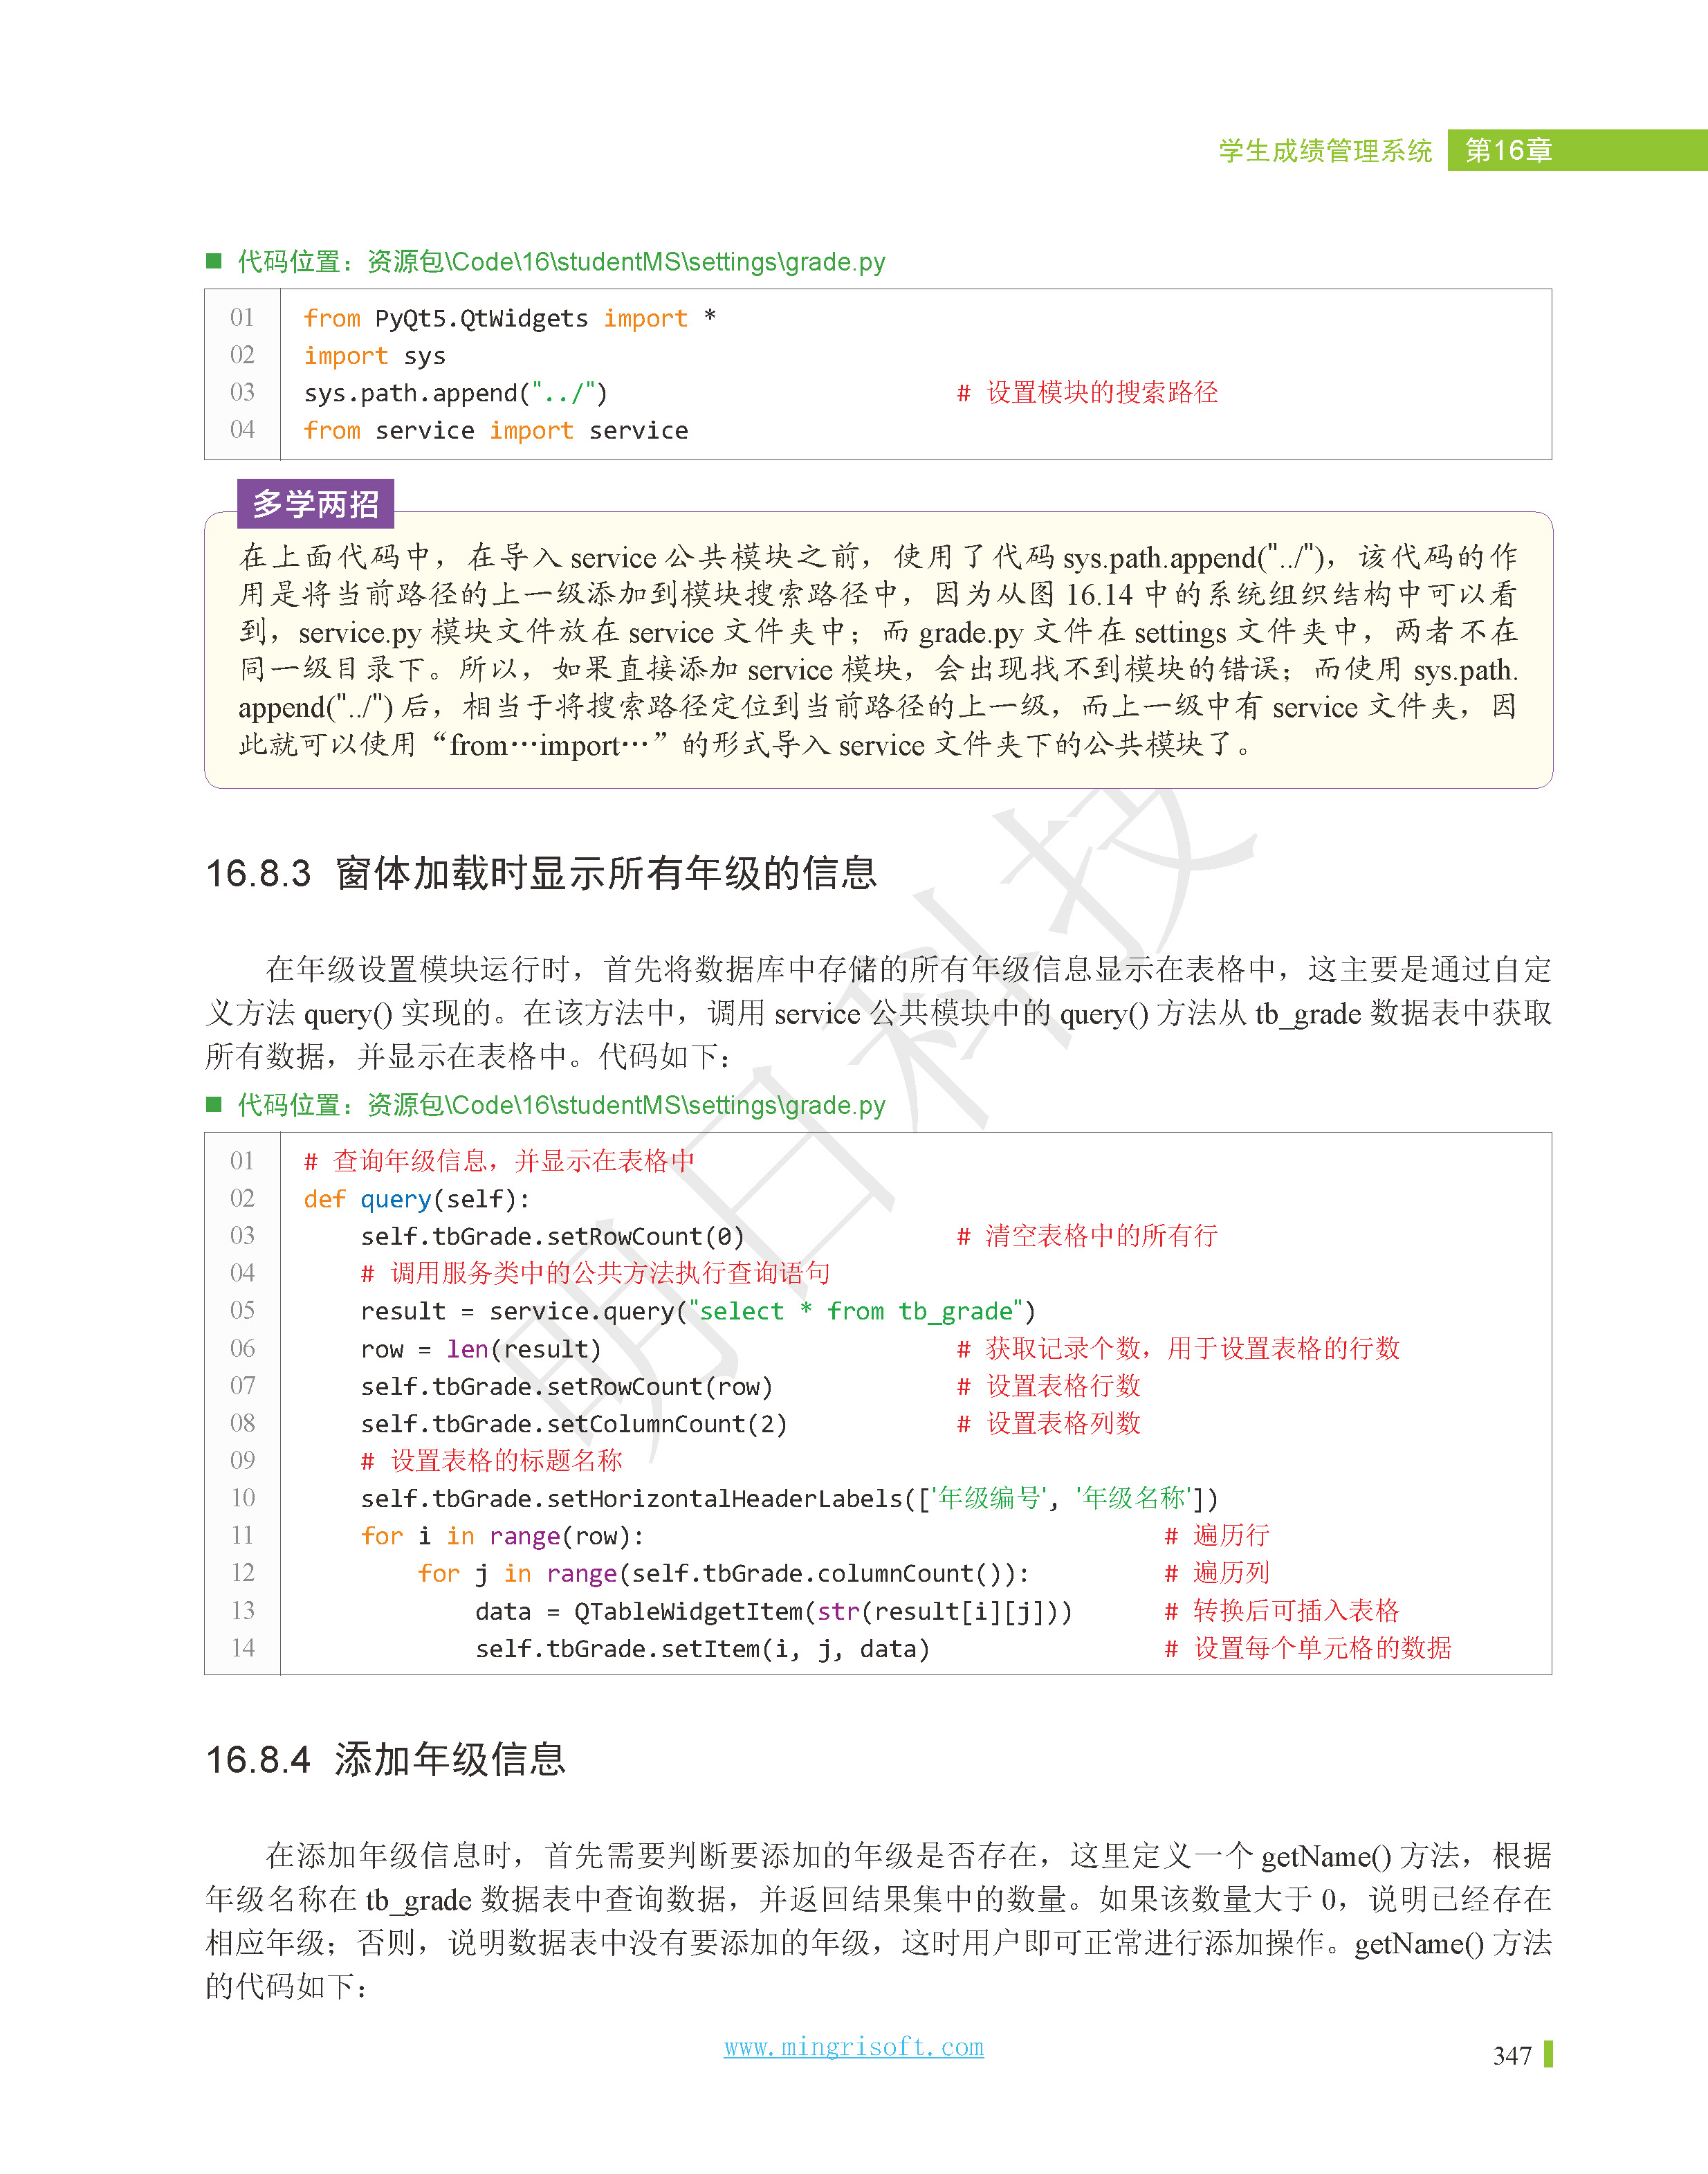 学生成绩管理系统 第16章
■ 代码位置：资源包\Code\16\studentMS\settings\grade.py
01 from PyQt5.QtWidgets import *
02 import sys
03 sys.path.append("../") # 设置模块的搜索路径
04 from service import service
多学两招
在上面代码中，在导入 service 公共模块之前，使用了代码 sys.path.append("../")，该代码的作
用是将当前路径的上一级添加到模块搜索路径中，因为从图 16.14 中的系统组织结构中可以看
到，service.py 模块文件放在 service 文件夹中；而 grade.py 文件在 settings 文件夹中，两者不在
同一级目录下。所以，如果直接添加 service 模块，会出现找不到模块的错误；而使用 sys.path.
append("../") 后，相当于将搜索路径定位到当前路径的上一级，而上一级中有 service 文件夹，因
此就可以使用“from…import…”的形式导入 service 文件夹下的公共模块了。
16.8.3 窗体加载时显示所有年级的信息
在年级设置模块运行时，首先将数据库中存储的所有年级信息显示在表格中，这主要是通过自定
义方法 query() 实现的。在该方法中，调用 service 公共模块中的 query() 方法从 tb_grade 数据表中获取
所有数据，并显示在表格中。代码如下：
■ 代码位置：资源包\Code\16\studentMS\settings\grade.py
01 # 查询年级信息，并显示在表格中
02 def query(self):
03     self.tbGrade.setRowCount(0) # 清空表格中的所有行
04     # 调用服务类中的公共方法执行查询语句
05     result = service.query("select * from tb_grade")
06     row = len(result) # 获取记录个数，用于设置表格的行数
07     self.tbGrade.setRowCount(row) # 设置表格行数
08     self.tbGrade.setColumnCount(2) # 设置表格列数
09     # 设置表格的标题名称
10     self.tbGrade.setHorizontalHeaderLabels(['年级编号', '年级名称'])
11     for i in range(row): # 遍历行
12         for j in range(self.tbGrade.columnCount()): # 遍历列
13             data = QTableWidgetItem(str(result[i][j])) # 转换后可插入表格
14             self.tbGrade.setItem(i, j, data) # 设置每个单元格的数据
16.8.4 添加年级信息
在添加年级信息时，首先需要判断要添加的年级是否存在，这里定义一个 getName() 方法，根据
年级名称在 tb_grade 数据表中查询数据，并返回结果集中的数量。如果该数量大于 0，说明已经存在
相应年级；否则，说明数据表中没有要添加的年级，这时用户即可正常进行添加操作。getName() 方法
的代码如下：
www.mingrisoft.com
347
明日科技